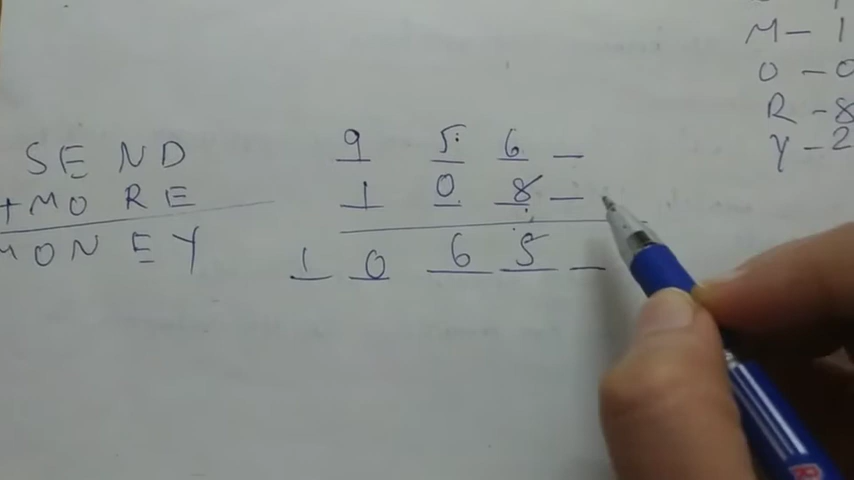 M - 1
O - 0
R - 8
Y - 2
SEND 9 5 6 _
+MORE 1 0 8 _
MONEY 1 0 6 5 _